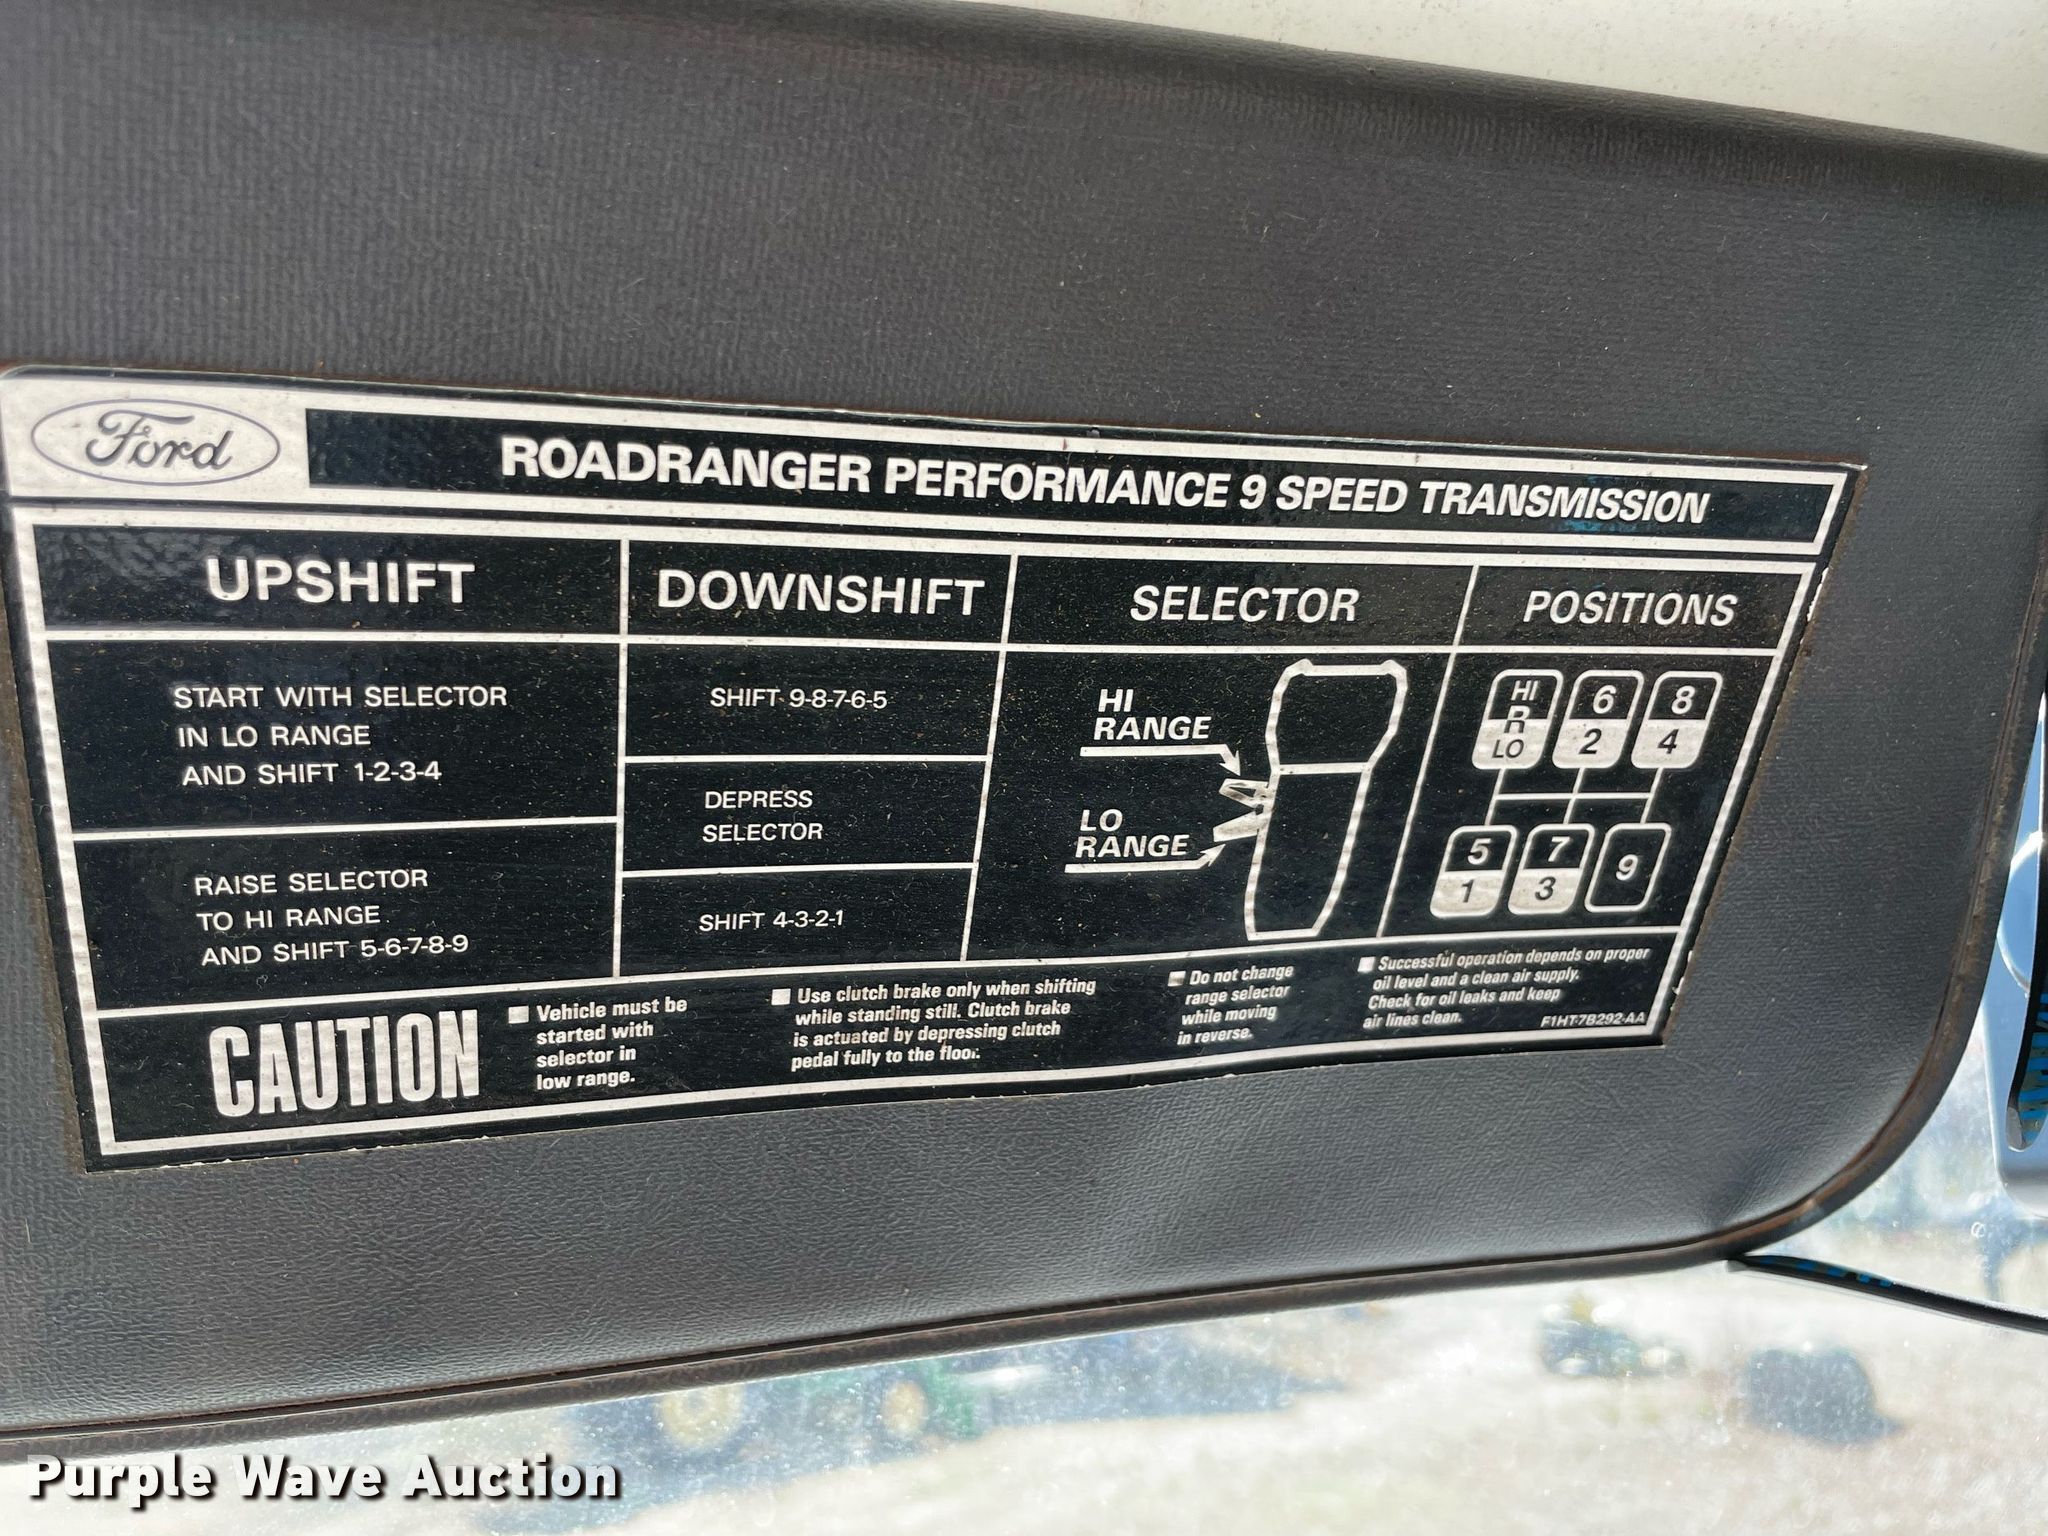 Ford
ROADRANGER PERFORMANCE 9 SPEED TRANSMISSION
UPSHIFT
START WITH SELECTOR
IN LO RANGE
AND SHIFT 1-2-3-4
RAISE SELECTOR
TO HI RANGE
AND SHIFT 5-6-7-8-9
DOWNSHIFT
SHIFT 9-8-7-6-5
DEPRESS
SELECTOR
SHIFT 4-3-2-1
SELECTOR
HI
RANGE
LO
RANGE
POSITIONS
HI 6 8
R
LO 2 4
5 7 9
1 3
CAUTION
Vehicle must be
started with
selector in
low range.
Use clutch brake only when shifting
while standing still. Clutch brake
is actuated by depressing clutch
pedal fully to the floor.
Do not change
range selector
while moving
in reverse.
Successful operation depends on proper
oil level and a clean air supply.
Check for oil leaks and keep
air lines clean.
F1HT-7B292-AA
Purple Wave Auction